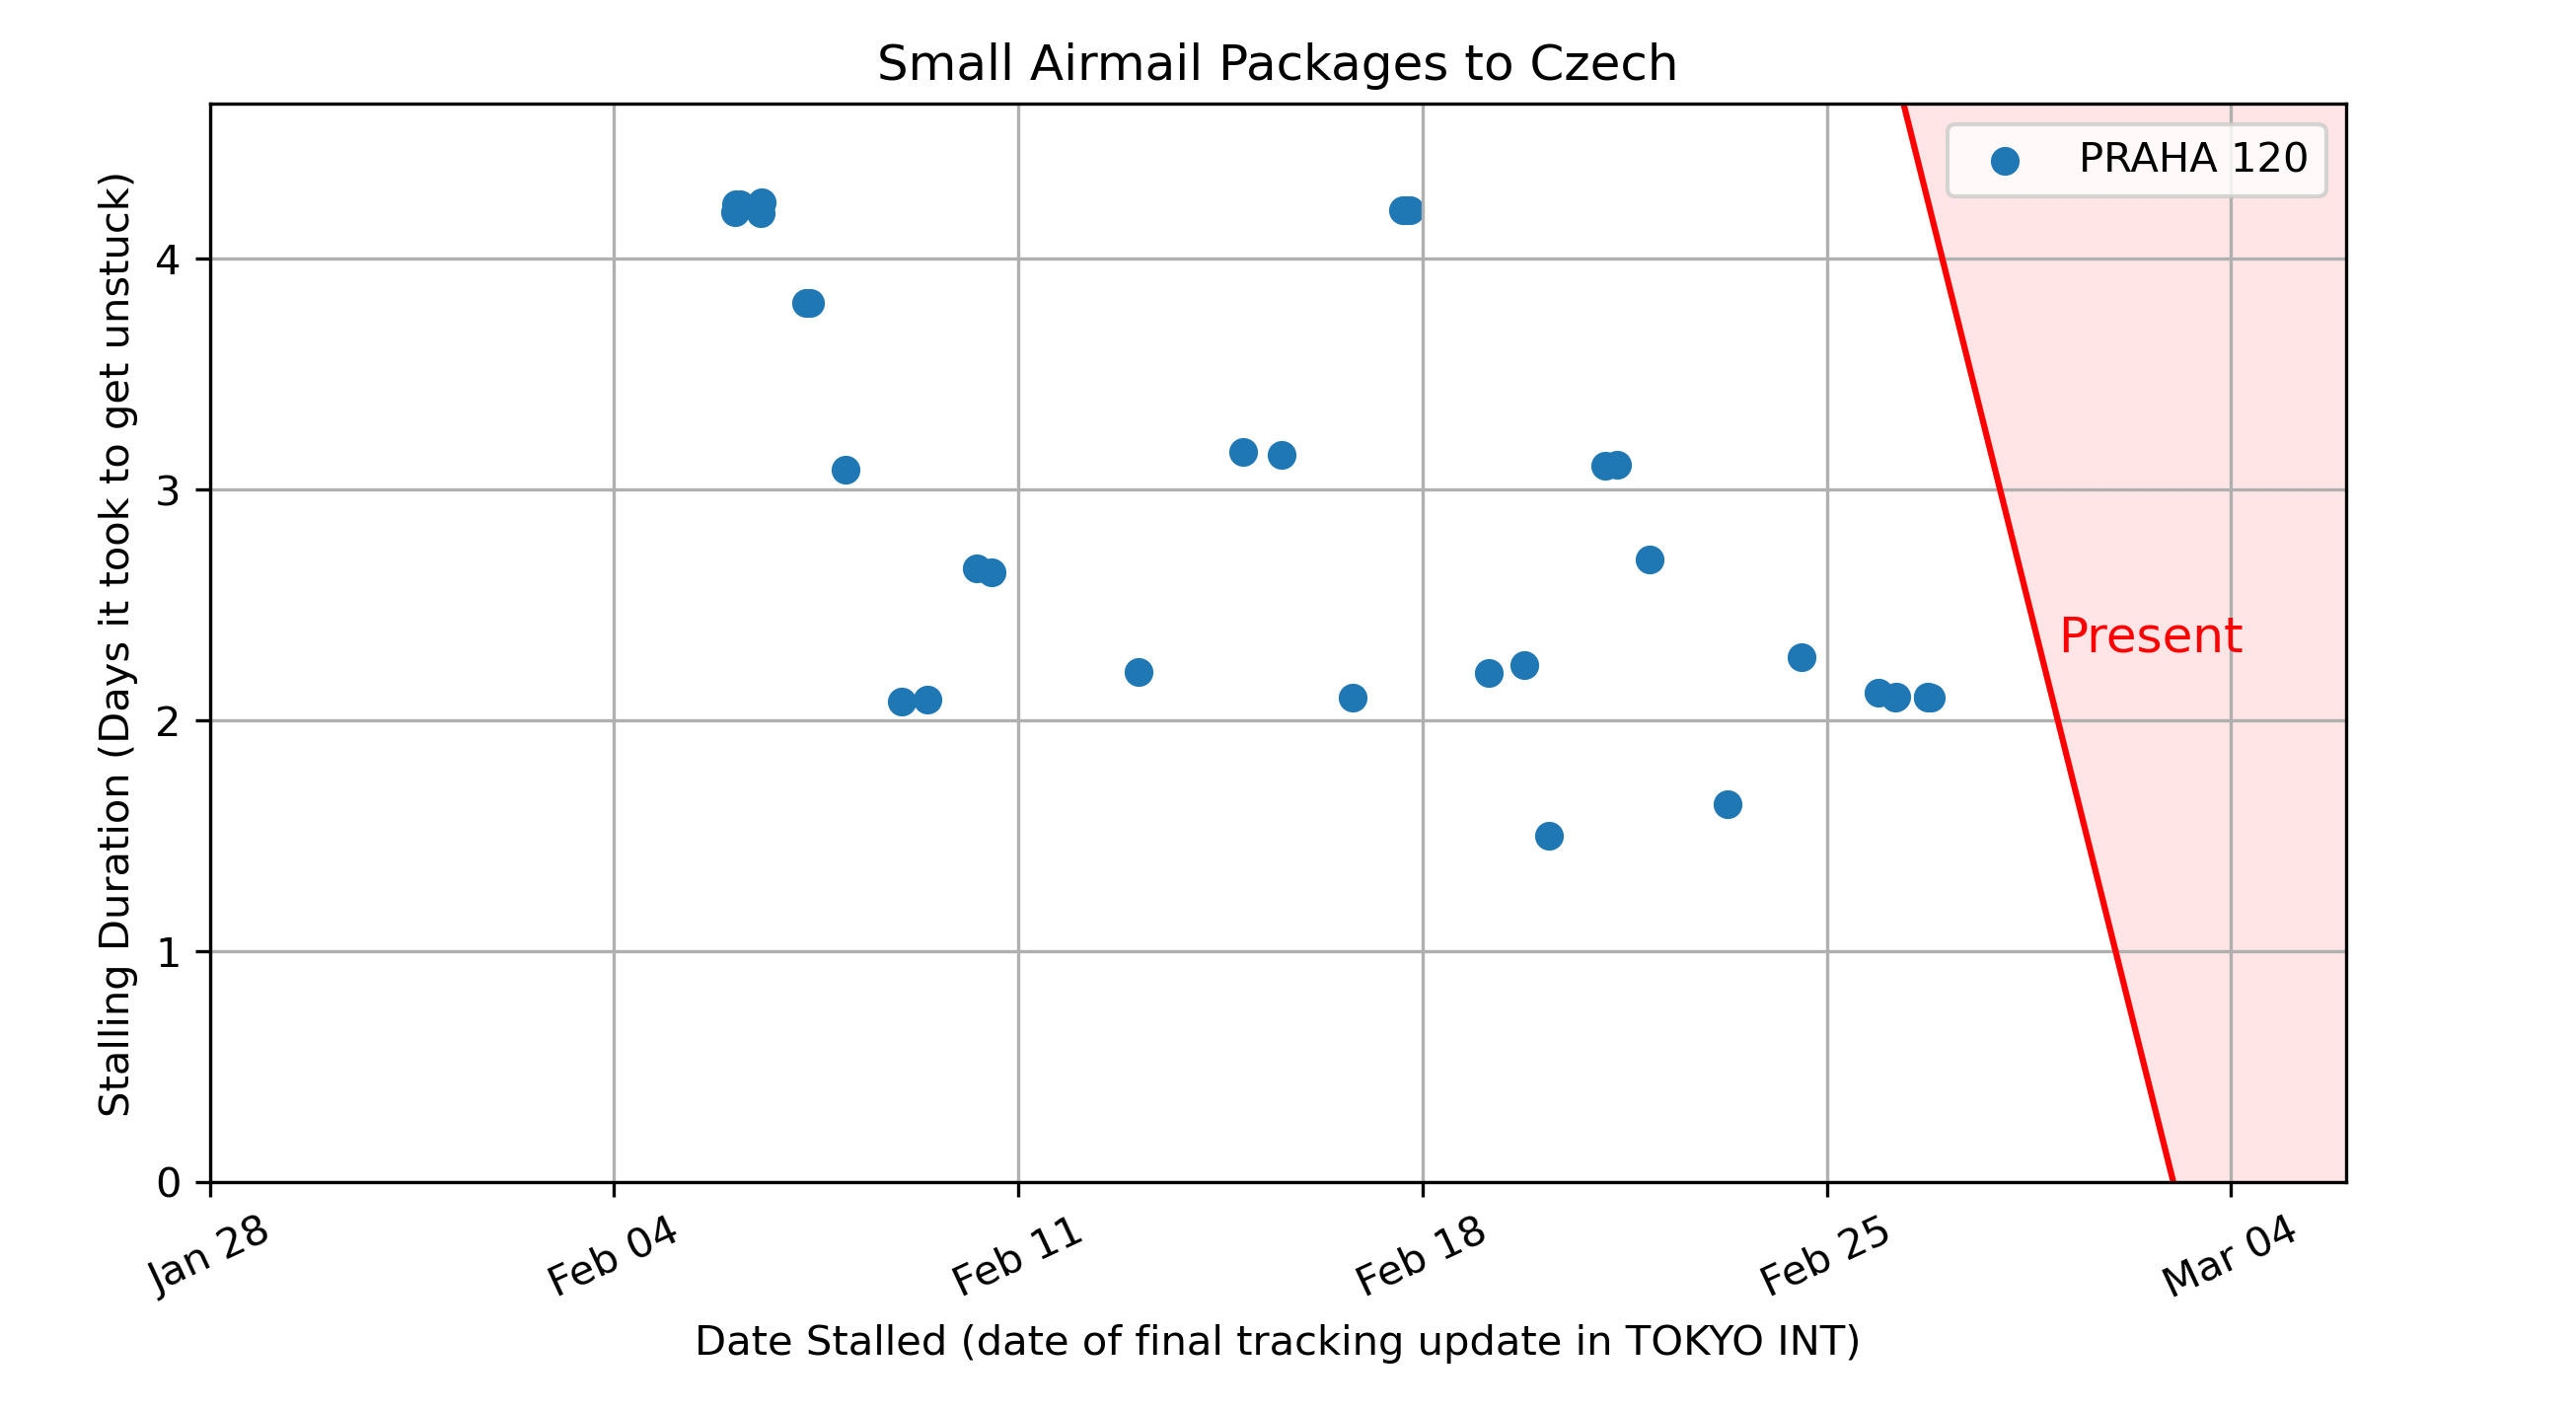 Small Airmail Packages to Czech
PRAHA 120
Stalling Duration (Days it took to get unstuck)
4
3
2
1
0
Present
Jan 28
Feb 04
Feb 11
Feb 18
Feb 25
Mar 04
Date Stalled (date of final tracking update in TOKYO INT)